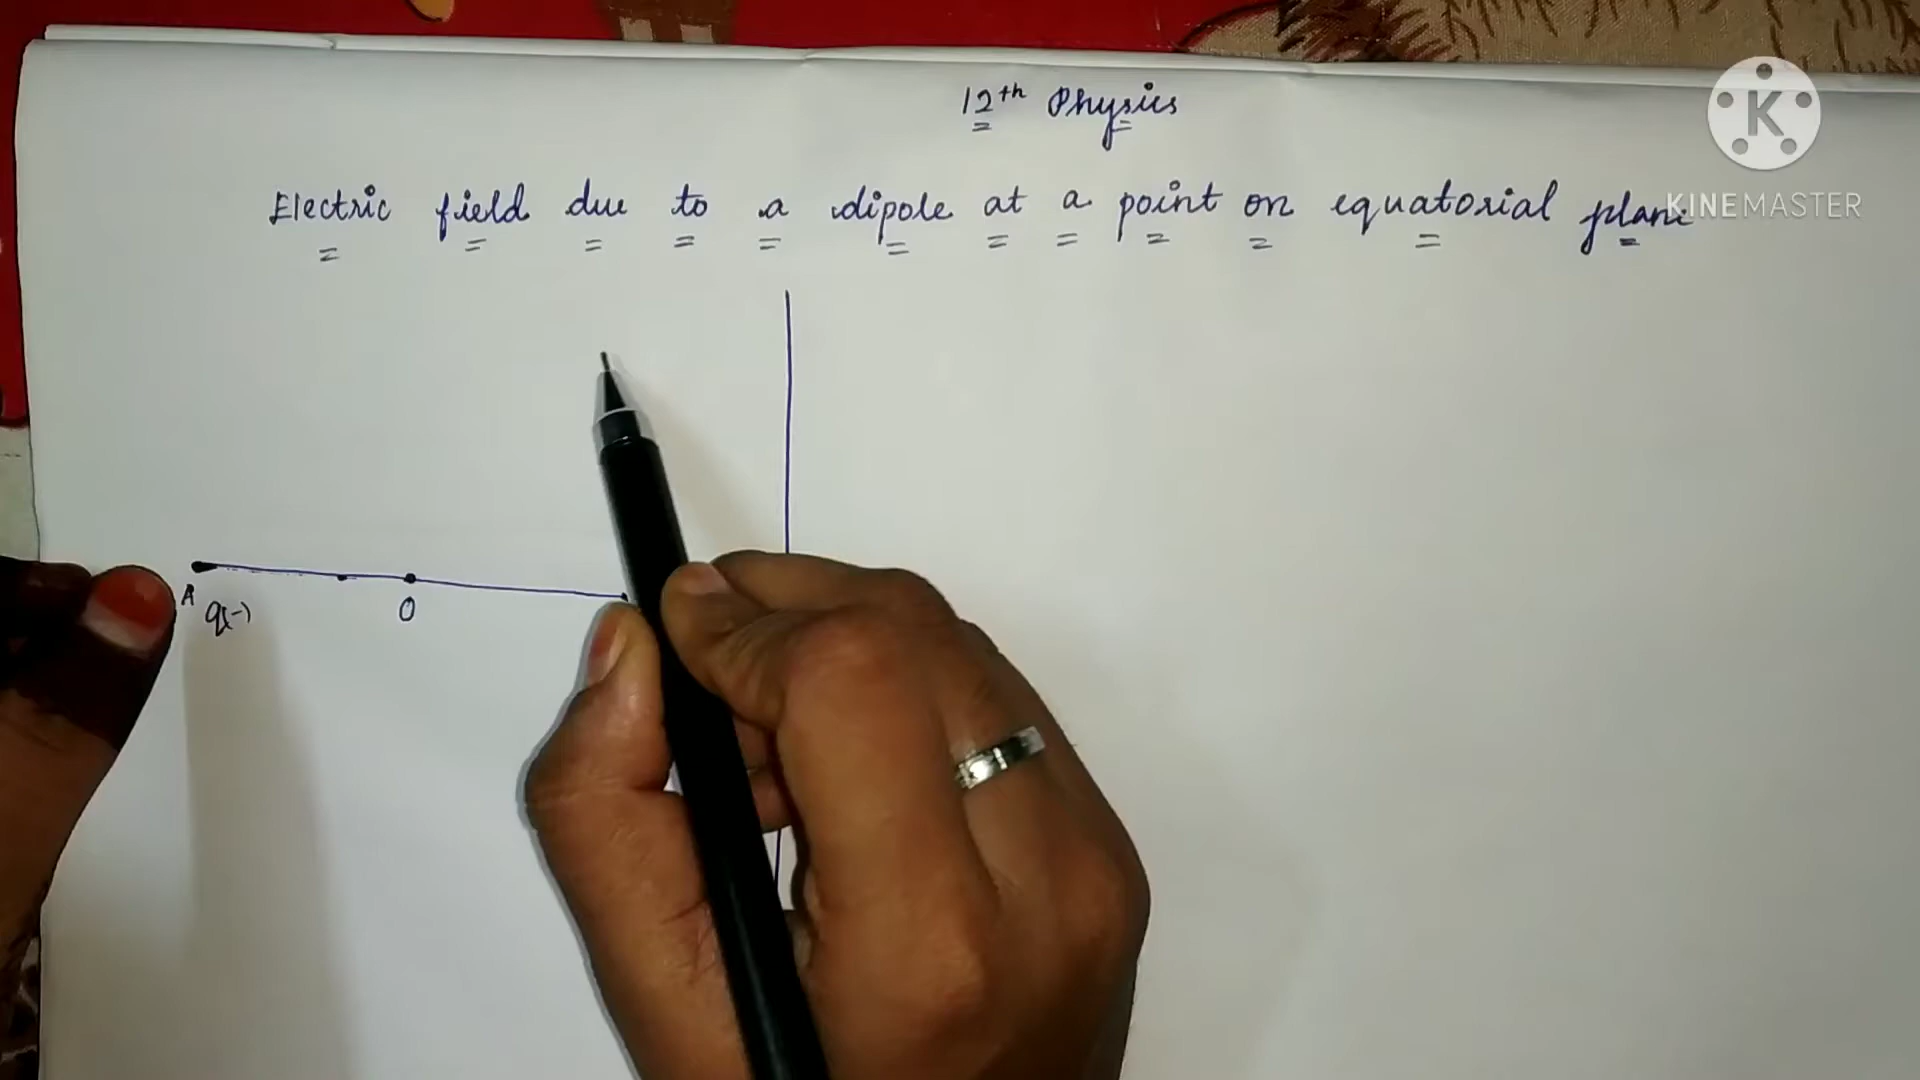 12th Physics
Electric field due to a dipole at a point on equatorial plane
A
q(-)
O
K
KINEMASTER